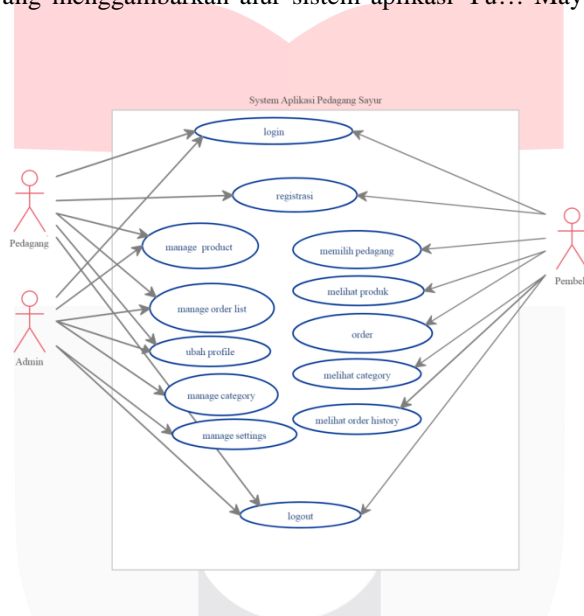 menggambarkan alur sistem aplikasi
System Aplikasi Pedagang Sayur
login
registrasi
Pedagang
manage product
memilih pedagang
melihat produk
manage order list
order
Admin
ubah profile
melihat category
manage category
melihat order history
manage settings
logout